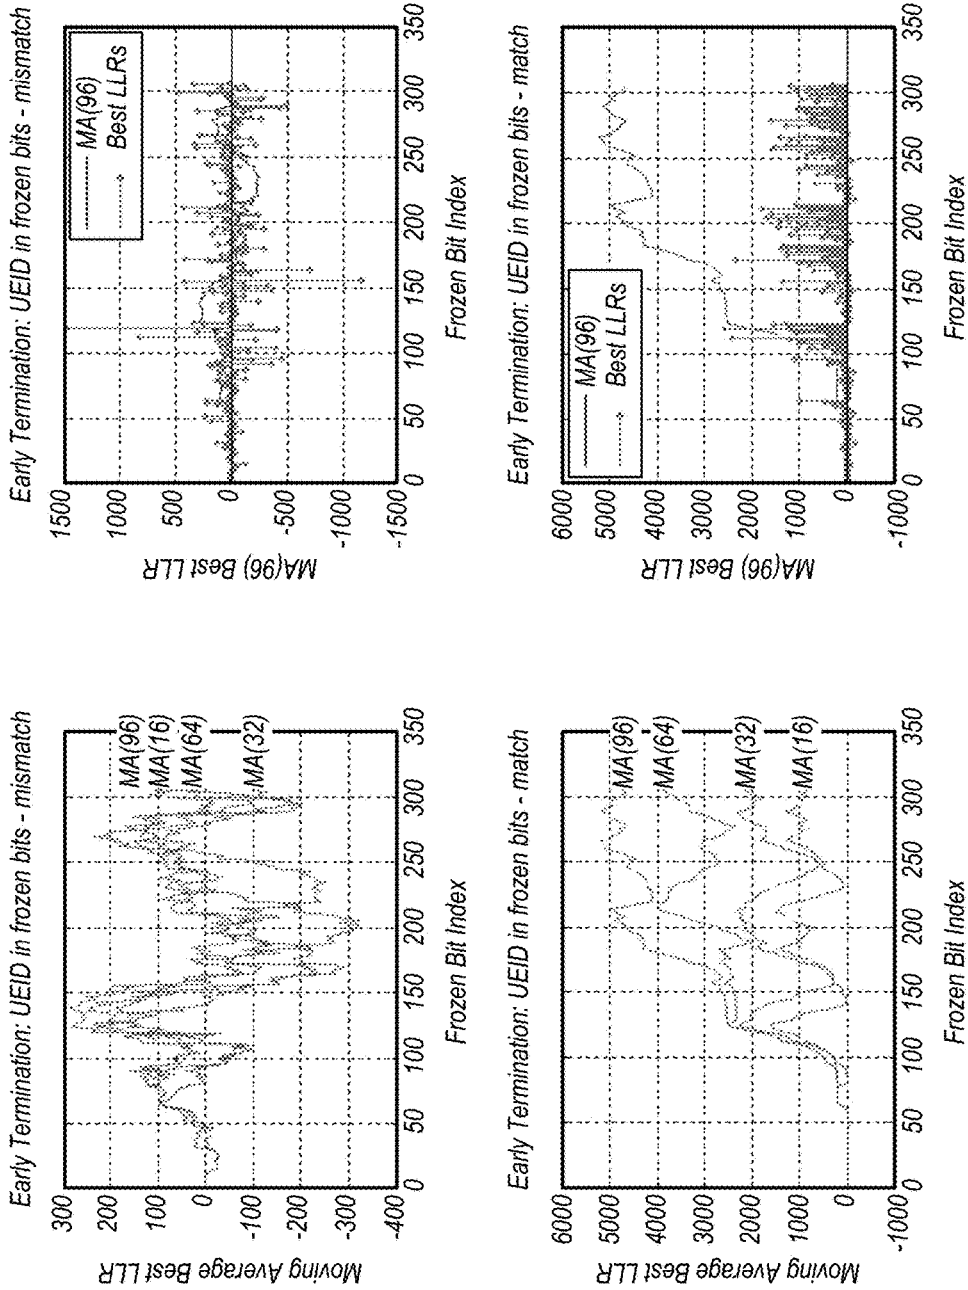 Early Termination: UEID in frozen bits - mismatch
300
200
100
0
-100
-200
-300
-400
Moving Average Best LLR
MA(96)
MA(16)
MA(64)
MA(32)
0 50 100 150 200 250 300 350
Frozen Bit Index
Early Termination: UEID in frozen bits - mismatch
1500
1000
500
0
-500
-1000
-1500
MA(96) Best LLR
MA(96)
Best LLRs
0 50 100 150 200 250 300 350
Frozen Bit Index
Early Termination: UEID in frozen bits - match
6000
5000
4000
3000
2000
1000
0
-1000
Moving Average Best LLR
MA(96)
MA(64)
MA(32)
MA(16)
0 50 100 150 200 250 300 350
Frozen Bit Index
Early Termination: UEID in frozen bits - match
6000
5000
4000
3000
2000
1000
0
-1000
MA(96) Best LLR
MA(96)
Best LLRs
0 50 100 150 200 250 300 350
Frozen Bit Index